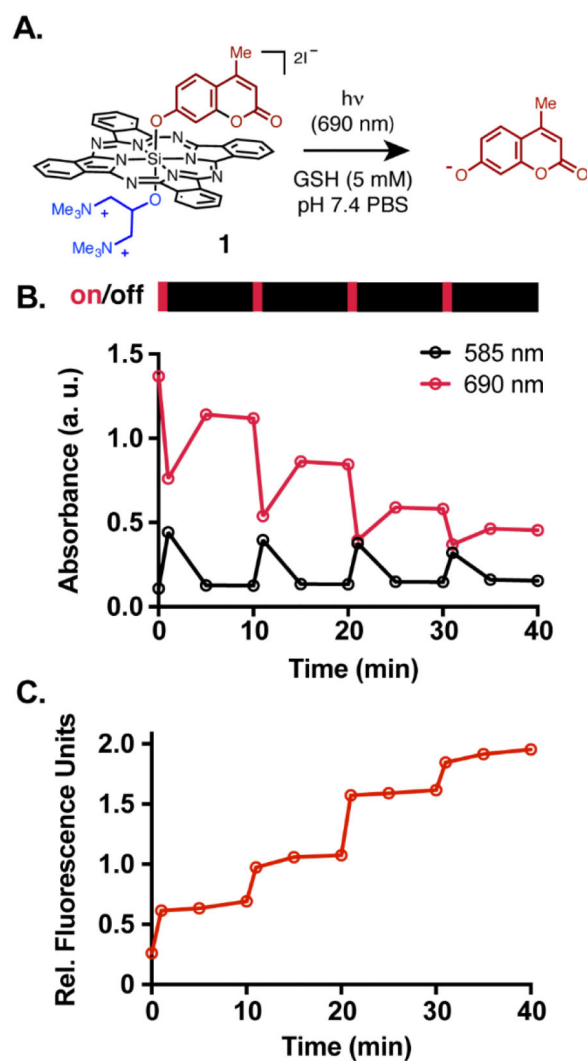 A.
Me
2I⁻
O
O
O
N
N
N
N
Si
N
N
N
N
O
Me₃N
+
Me₃N
+
1
hν
(690 nm)
GSH (5 mM)
pH 7.4 PBS
Me
⁻O
O
O
B.
on/off
585 nm
690 nm
Absorbance (a. u.)
1.5
1.0
0.5
0.0
0 10 20 30 40
Time (min)
C.
Rel. Fluorescence Units
2.0
1.5
1.0
0.5
0.0
0 10 20 30 40
Time (min)